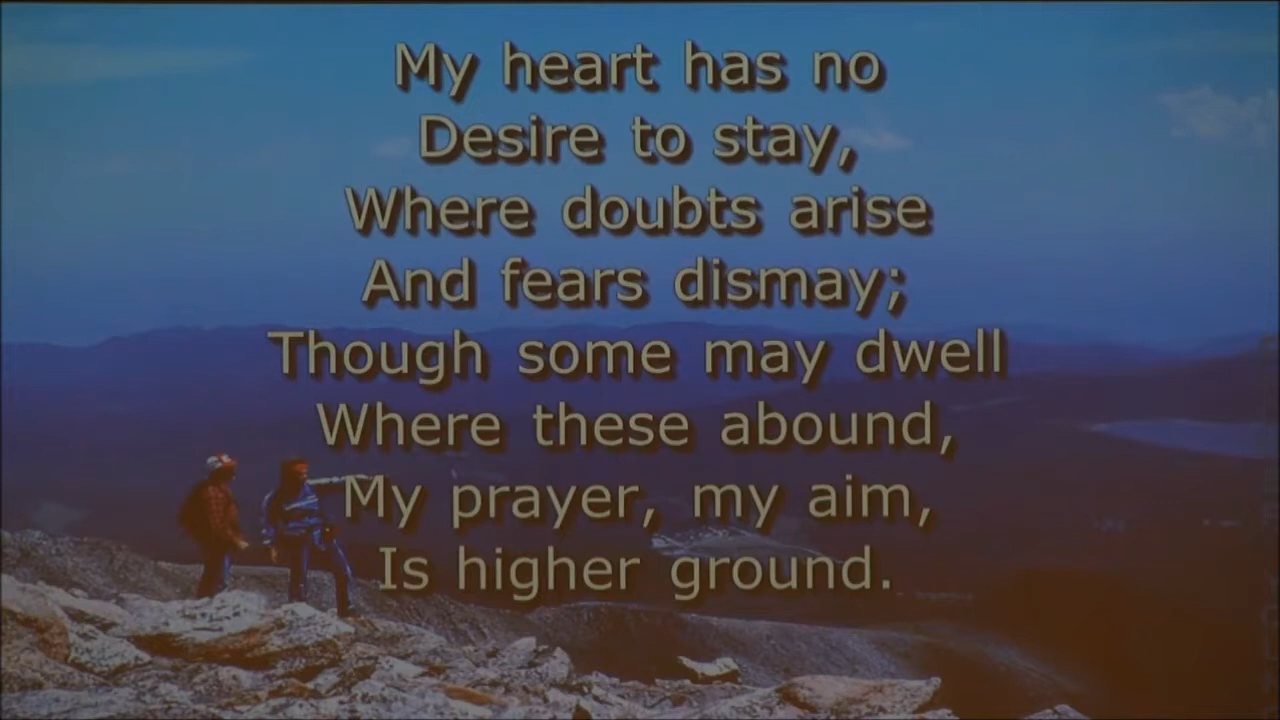 My heart has no
Desire to stay,
Where doubts arise
And fears dismay;
Though some may dwell
Where these abound,
My prayer, my aim,
Is higher ground.